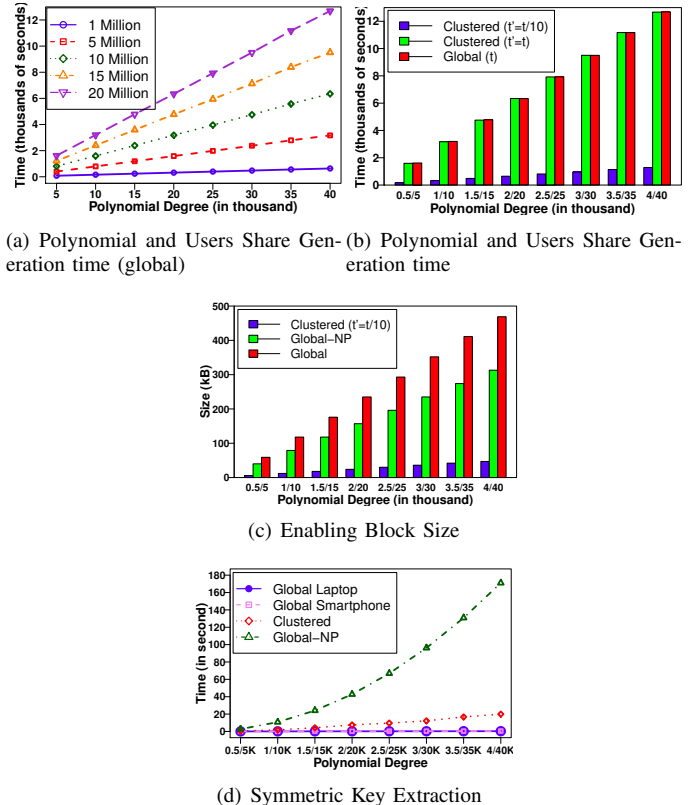 Time (thousands of seconds)
12
10
8
6
4
2
0
1 Million
5 Million
10 Million
15 Million
20 Million
5 10 15 20 25 30 35 40
Polynomial Degree (in thousand)
(a) Polynomial and Users Share Gen-
eration time (global)
Time (thousands of seconds)
12
10
8
6
4
2
0
Clustered (t'=t/10)
Clustered (t'=t)
Global (t)
0.5/5 1/10 1.5/15 2/20 2.5/25 3/30 3.5/35 4/40
Polynomial Degree (in thousand)
(b) Polynomial and Users Share Gen-
eration time
Size (kB)
500
400
300
200
100
0
Clustered (t'=t/10)
Global-NP
Global
0.5/5 1/10 1.5/15 2/20 2.5/25 3/30 3.5/35 4/40
Polynomial Degree (in thousand)
(c) Enabling Block Size
Time (in second)
180
160
140
120
100
80
60
40
20
0
Global Laptop
Global Smartphone
Clustered
Global-NP
0.5/5K 1/10K 1.5/15K 2/20K 2.5/25K 3/30K 3.5/35K 4/40K
Polynomial Degree
(d) Symmetric Key Extraction